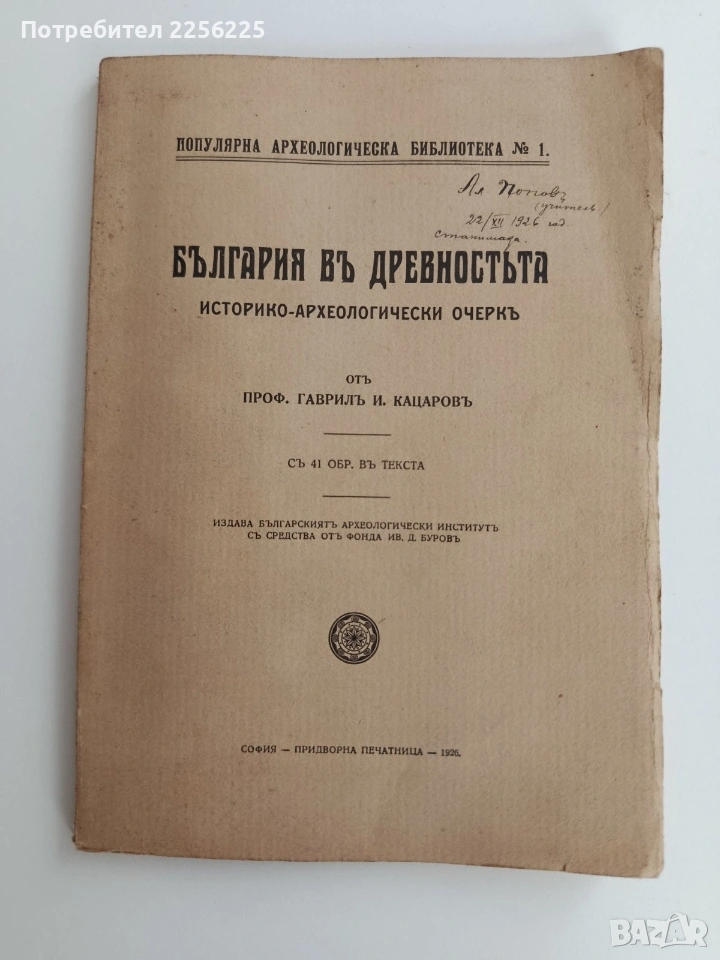 Потребител 2256225
ПОПУЛЯРНА АРХЕОЛОГИЧЕСКА БИБЛИОТЕКА № 1.
Ал Поповъ
(учитель)
22/XII 1926 год
Станимака.
БЪЛГАРИЯ ВЪ ДРЕВНОСТЬТА
ИСТОРИКО-АРХЕОЛОГИЧЕСКИ ОЧЕРКЪ
ОТЪ
ПРОФ. ГАВРИЛЪ И. КАЦАРОВЪ
СЪ 41 ОБР. ВЪ ТЕКСТА
ИЗДАВА БЪЛГАРСКИЯТЪ АРХЕОЛОГИЧЕСКИ ИНСТИТУТЪ
СЪ СРЕДСТВА ОТЪ ФОНДА ИВ. Д. БУРОВЪ
СОФИЯ — ПРИДВОРНА ПЕЧАТНИЦА — 1926.
BAZAR